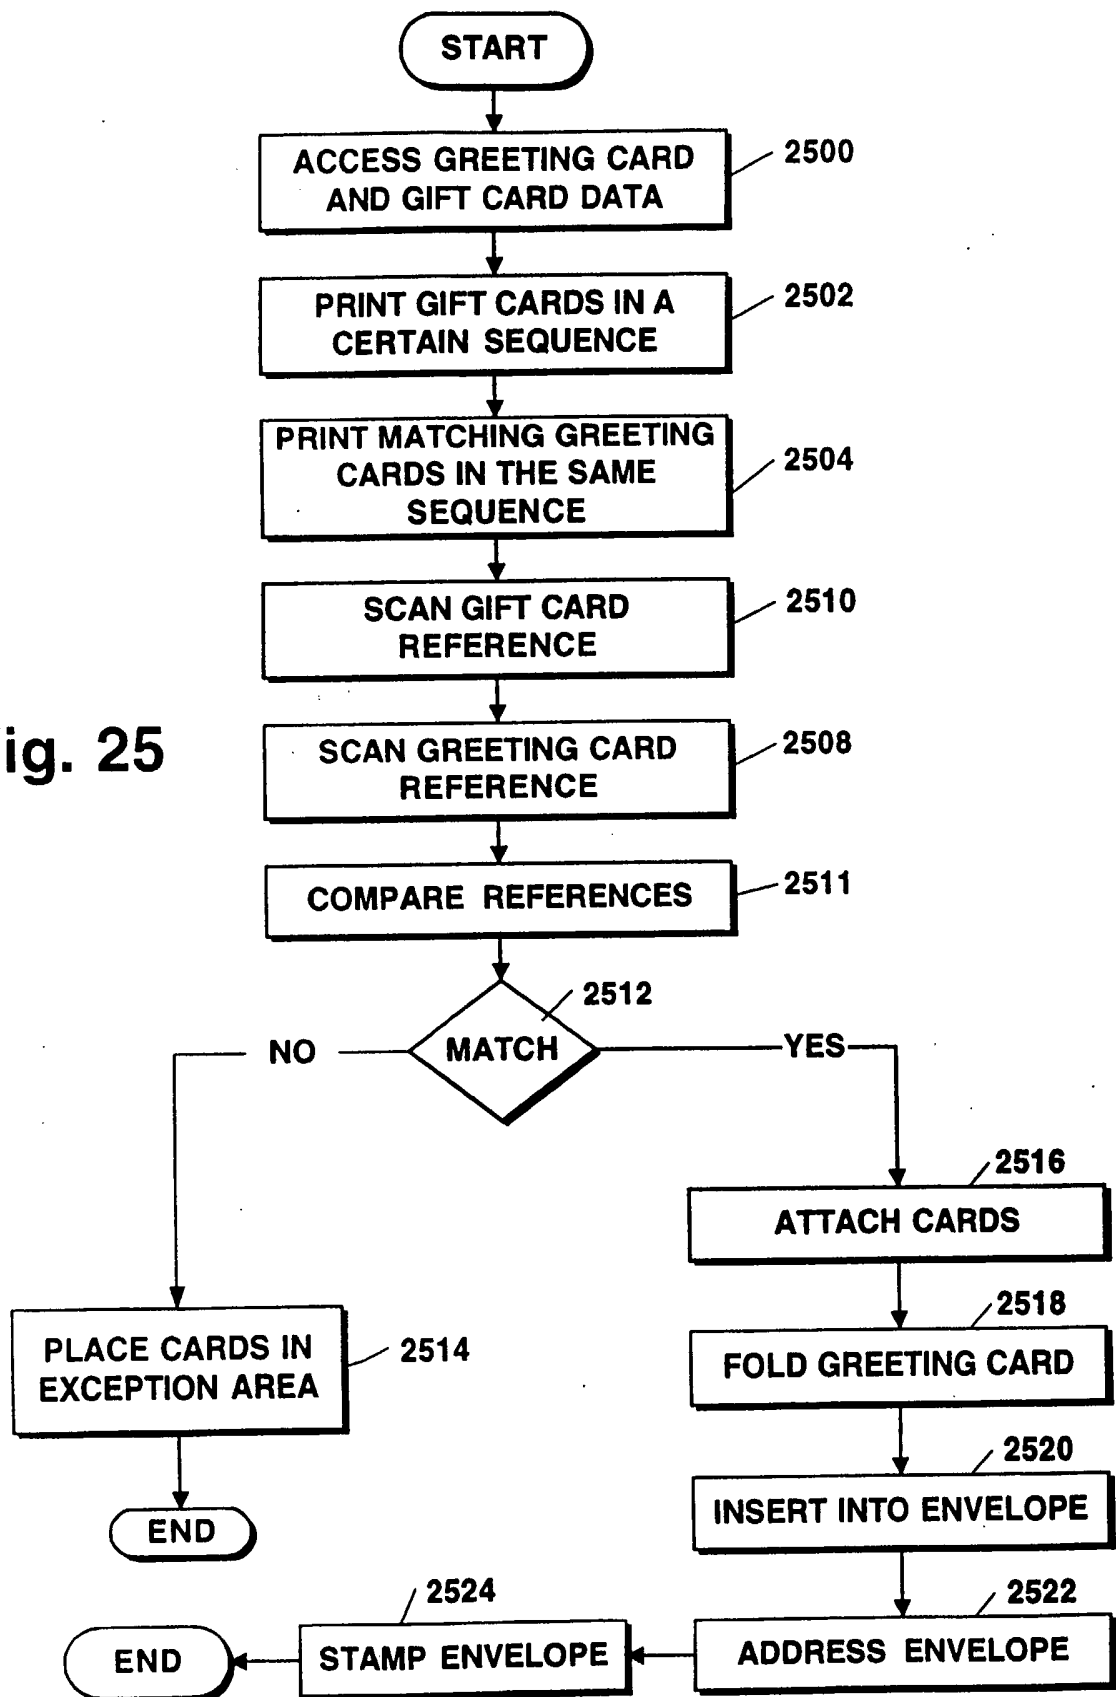 START
ACCESS GREETING CARD
AND GIFT CARD DATA
2500
PRINT GIFT CARDS IN A
CERTAIN SEQUENCE
2502
PRINT MATCHING GREETING
CARDS IN THE SAME
SEQUENCE
2504
SCAN GIFT CARD
REFERENCE
2510
ig. 25
SCAN GREETING CARD
REFERENCE
2508
COMPARE REFERENCES
2511
MATCH
2512
NO
YES
2516
ATTACH CARDS
2518
FOLD GREETING CARD
PLACE CARDS IN
EXCEPTION AREA
2514
2520
INSERT INTO ENVELOPE
END
2522
ADDRESS ENVELOPE
2524
STAMP ENVELOPE
END